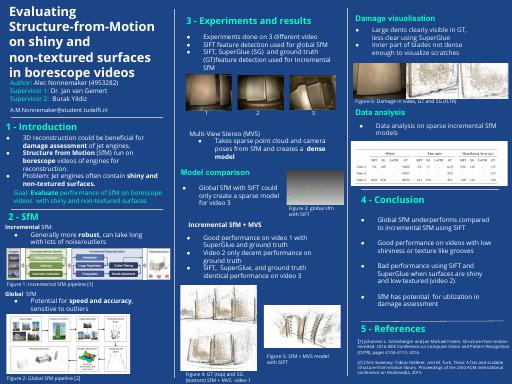 Evaluating
Structure-from-Motion
on shiny and
non-textured surfaces
in borescope videos
Author: Alec Nonnemaker (4953282)
Supervisor 1: Dr. Jan van Gemert
Supervisor 2: Burak Yildiz
A.M.Nonnemaker@student.tudelft.nl
1 - Introduction
● 3D reconstruction could be beneficial for
damage assessment of jet engines.
● Structure from Motion (SfM) run on
borescope videos of engines for
reconstruction.
● Problem: Jet engines often contain shiny and
non-textured surfaces.
Goal: Evaluate performance of SfM on borescope
videos with shiny and non-textured surfaces
2 - SfM
Incremental SfM:
● Generally more robust, can take long
with lots of noise/outliers
Figure 1: Incremental SfM pipeline [1]
Global SfM
● Potential for speed and accuracy,
sensitive to outliers
Figure 2: Global SfM pipeline [2]
3 - Experiments and results
● Experiments done on 3 different video
● SIFT feature detection used for global SfM
● SIFT, SuperGlue (SG) and ground truth
(GT)feature detection used for Incremental
SfM
1 2 3
Multi-View Stereo (MVS)
● Takes sparse point cloud and camera
poses from SfM and creates a dense
model
Model comparison
● Global SfM with SIFT could
only create a sparse model
for video 3
Figure 3: global sfm
with SIFT
Incremental SfM + MVS
● Good performance on video 1 with
SuperGlue and ground truth
● Video 2 only decent performance on
ground truth
● SIFT, SuperGlue, and ground truth
identical performance on video 3
Figure 4: GT (top) and SG
(bottom) SfM + MVS video 1
Figure 5: SfM + MVS model
with SIFT
Damage visualisation
● Large dents clearly visible in GT,
less clear using SuperGlue
● Inner part of blades not dense
enough to visualize scratches
Figure 6: Damage in video, GT and SG (LTR)
Data analysis
● Data analysis on sparse incremental SfM
models
4 - Conclusion
● Global SfM underperforms compared
to incremental SfM using SIFT
● Good performance on videos with low
shininess or texture like grooves
● Bad performance using SIFT and
SuperGlue when surfaces are shiny
and low textured (video 2)
● SfM has potential for utilization in
damage assessment
5 - References
[1] Johannes L. Schönberger and Jan-Michael Frahm. Structure-from-motion
revisited. 2016 IEEE Conference on Computer Vision and Pattern Recognition
(CVPR), pages 4104–4113, 2016.
[2] Chris Sweeney, Tobias Höllerer, and M. Turk. Theia: A fast and scalable
structure-from-motion library. Proceedings of the 23rd ACM international
conference on Multimedia, 2015.